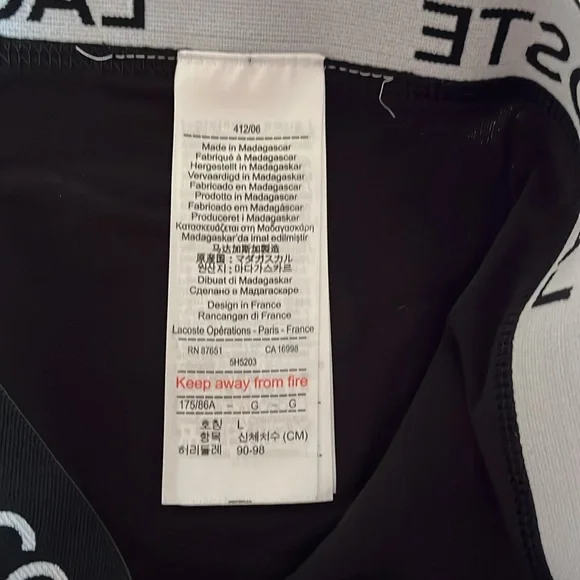 LACOSTE
412/06
Made in Madagascar
Fabriqué à Madagascar
Hergestellt in Madagaskar
Vervaardigd in Madagaskar
Fabricado en Madagascar
Prodotto in Madagascar
Fabricado em Madagáscar
Produceret i Madagaskar
Κατασκευάζεται στη Μαδαγασκάρη
Madagaskar'da imal edilmiştir
马达加斯加製造
原産国：マダガスカル
원산지：마다가스카르
Dibuat di Madagaskar
Сделано в Мадагаскаре
Design in France
Rancangan di France
Lacoste Opérations - Paris - France
RN 87651 CA 16998
5H5203
Keep away from fire
175/86A - G - G
호칭 L
항목 신체치수 (CM)
허리둘레 90-98